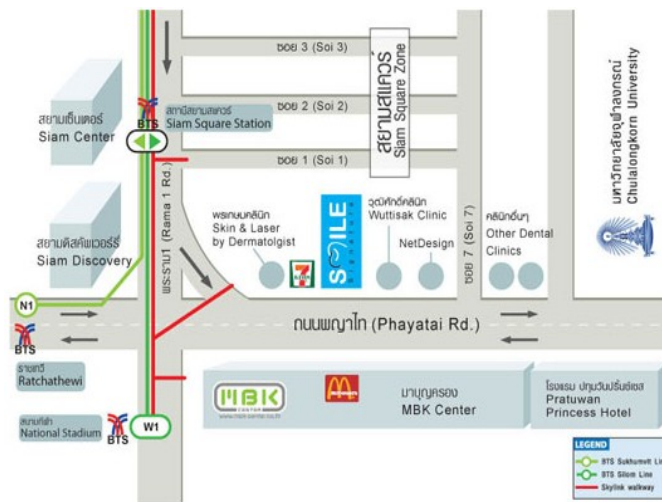 ซอย 3 (Soi 3)
ซอย 2 (Soi 2)
ซอย 1 (Soi 1)
สยามสแควร์
Siam Square Zone
สยามเซ็นเตอร์
Siam Center
BTS
สถานีสยามสแควร์
Siam Square Station
พระราม1 (Rama 1 Rd.)
สยามดิสคัฟเวอร์รี่
Siam Discovery
พรเกษมคลินิก
Skin & Laser
by Dermatolgist
SMILE
วุฒิศักดิ์คลินิก
Wuttisak Clinic
NetDesign
ซอย 7 (Soi 7)
คลินิกอื่นๆ
Other Dental
Clinics
มหาวิทยาลัยจุฬาลงกรณ์
Chulalongkorn University
N1
BTS
ราชเทวี
Ratchathewi
ถนนพญาไท (Phayatai Rd.)
สนามกีฬา
National Stadium
BTS
W1
MBK
CENTER
มาบุญครอง
MBK Center
โรงแรม ปทุมวันปริ๊นซ์เซส
Pratuwan
Princess Hotel
LEGEND
BTS Sukhumvit Li
BTS Silom Line
Skylink walkway